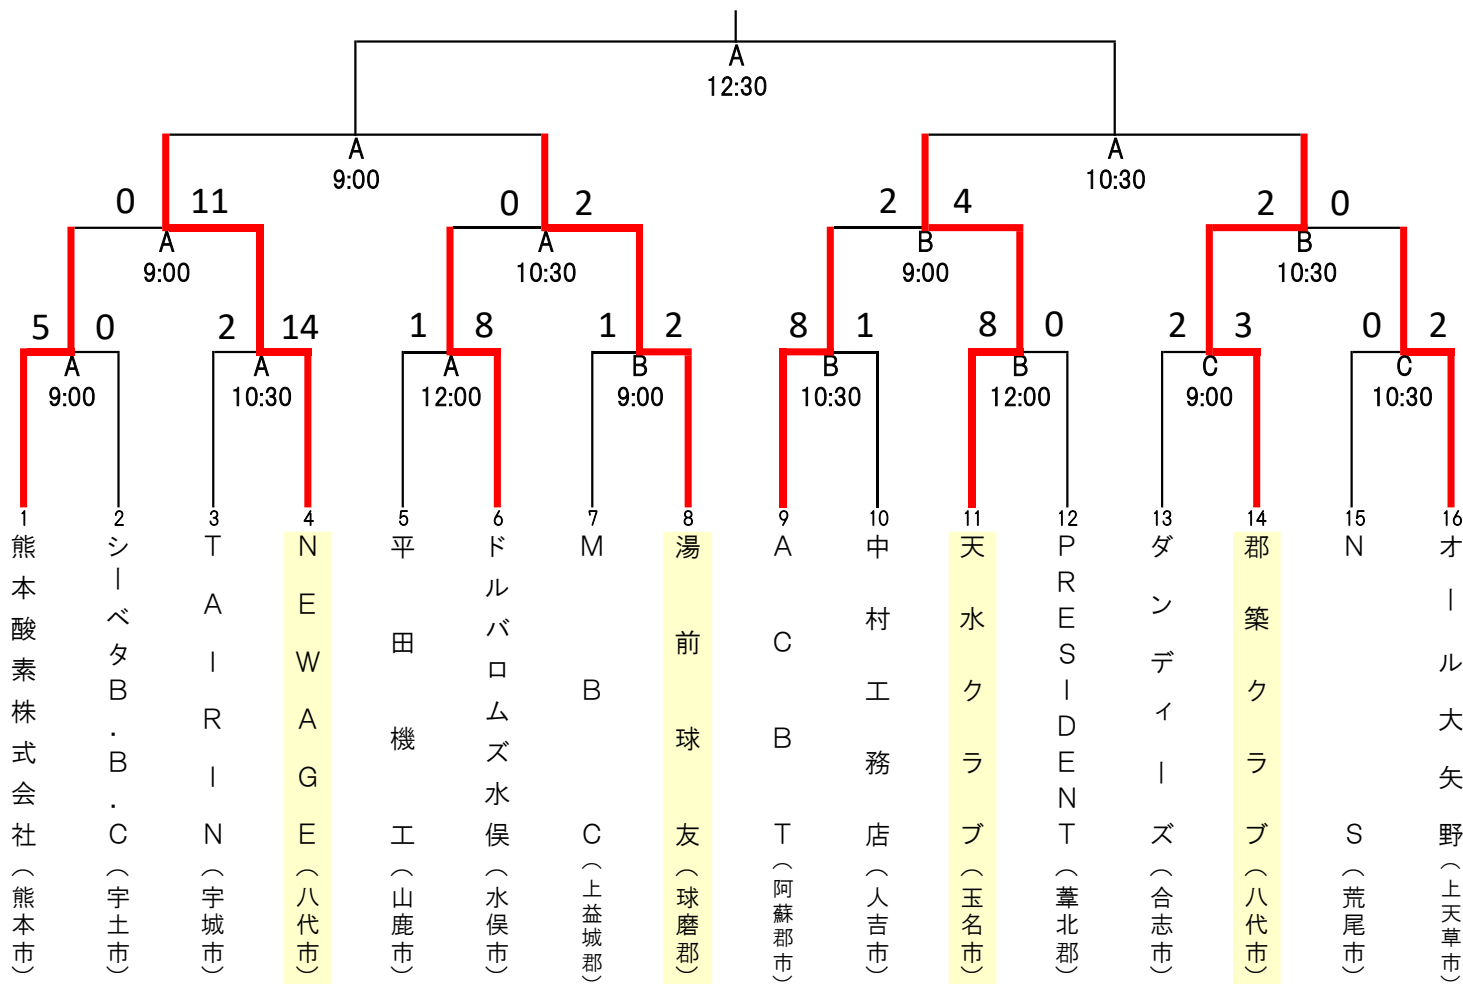 A
12:30
A
A
9:00
10:30
0 11 0 2 2 4 2 0
A A B B
9:00 10:30 9:00 10:30
5 0 2 14 1 8 1 2 8 1 8 0 2 3 0 2
A A A B B B C C
9:00 10:30 12:00 9:00 10:30 12:00 9:00 10:30
1 2 3 4 5 6 7 8 9 10 11 12 13 14 15 16
熊本酸素株式会社(熊本市)
シーベタB.B.C(宇土市)
TAIRIN(宇城市)
NEWAGE(八代市)
平田機工(山鹿市)
ドルバロムズ水俣(水俣市)
MBC(上益城郡)
湯前球友(球磨郡)
ACBT(阿蘇郡市)
中村工務店(人吉市)
天水クラブ(玉名市)
PRESIDENT(葦北郡)
ダンディーズ(合志市)
郡築クラブ(八代市)
NS(荒尾市)
オール大矢野(上天草市)